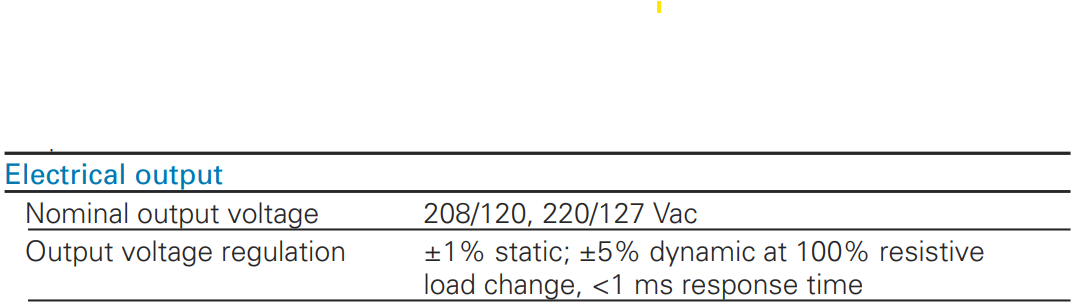 Electrical output
Nominal output voltage 208/120, 220/127 Vac
Output voltage regulation ±1% static; ±5% dynamic at 100% resistive
load change, <1 ms response time